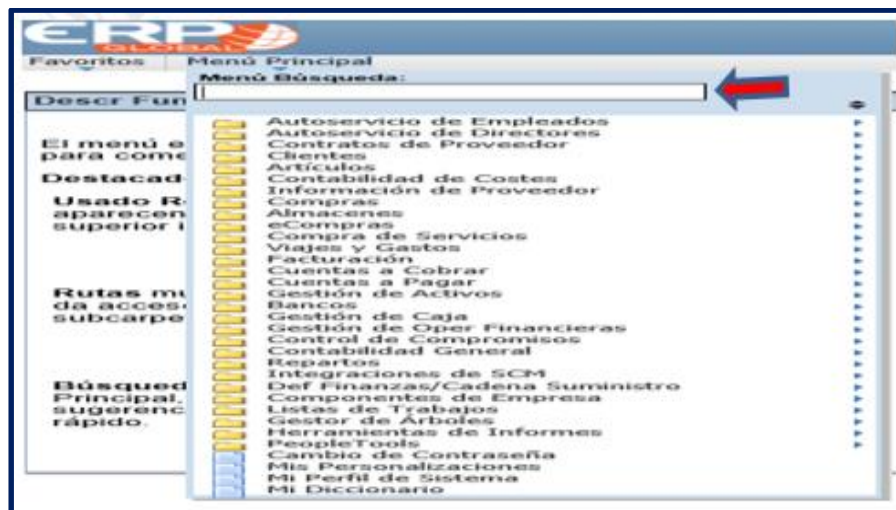 ERP
GLOBAL
Favoritos Menú Principal
Menú Búsqueda:
Descr Fun
Autoservicio de Empleados
Autoservicio de Directores
El menú e
Contratos de Proveedor
para come
Clientes
Artículos
Destacad
Contabilidad de Costes
Información de Proveedor
Usado R
Compras
aparecen
Almacenes
superior i
eCompras
Compra de Servicios
Viajes y Gastos
Facturación
Cuentas a Cobrar
Cuentas a Pagar
Rutas mu
Gestión de Activos
da acces
Bancos
subcarpe
Gestión de Caja
Gestión de Oper Financieras
Control de Compromisos
Contabilidad General
Repartos
Integraciones de SCM
Búsqued
Def Finanzas/Cadena Suministro
Principal.
Componentes de Empresa
sugerenc
Listas de Trabajos
rápido.
Gestor de Árboles
Herramientas de Informes
PeopleTools
Cambio de Contraseña
Mis Personalizaciones
Mi Perfil de Sistema
Mi Diccionario